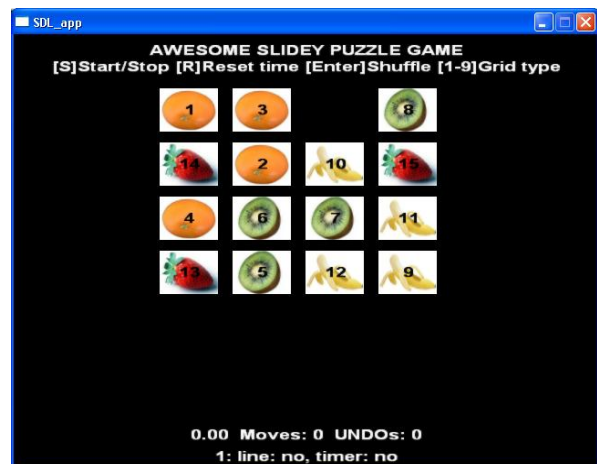 SDL_app
AWESOME SLIDEY PUZZLE GAME
[S]Start/Stop [R]Reset time [Enter]Shuffle [1-9]Grid type
1 3 8
14 2 10 15
4 6 7 11
13 5 12 9
0.00 Moves: 0 UNDOs: 0
1: line: no, timer: no